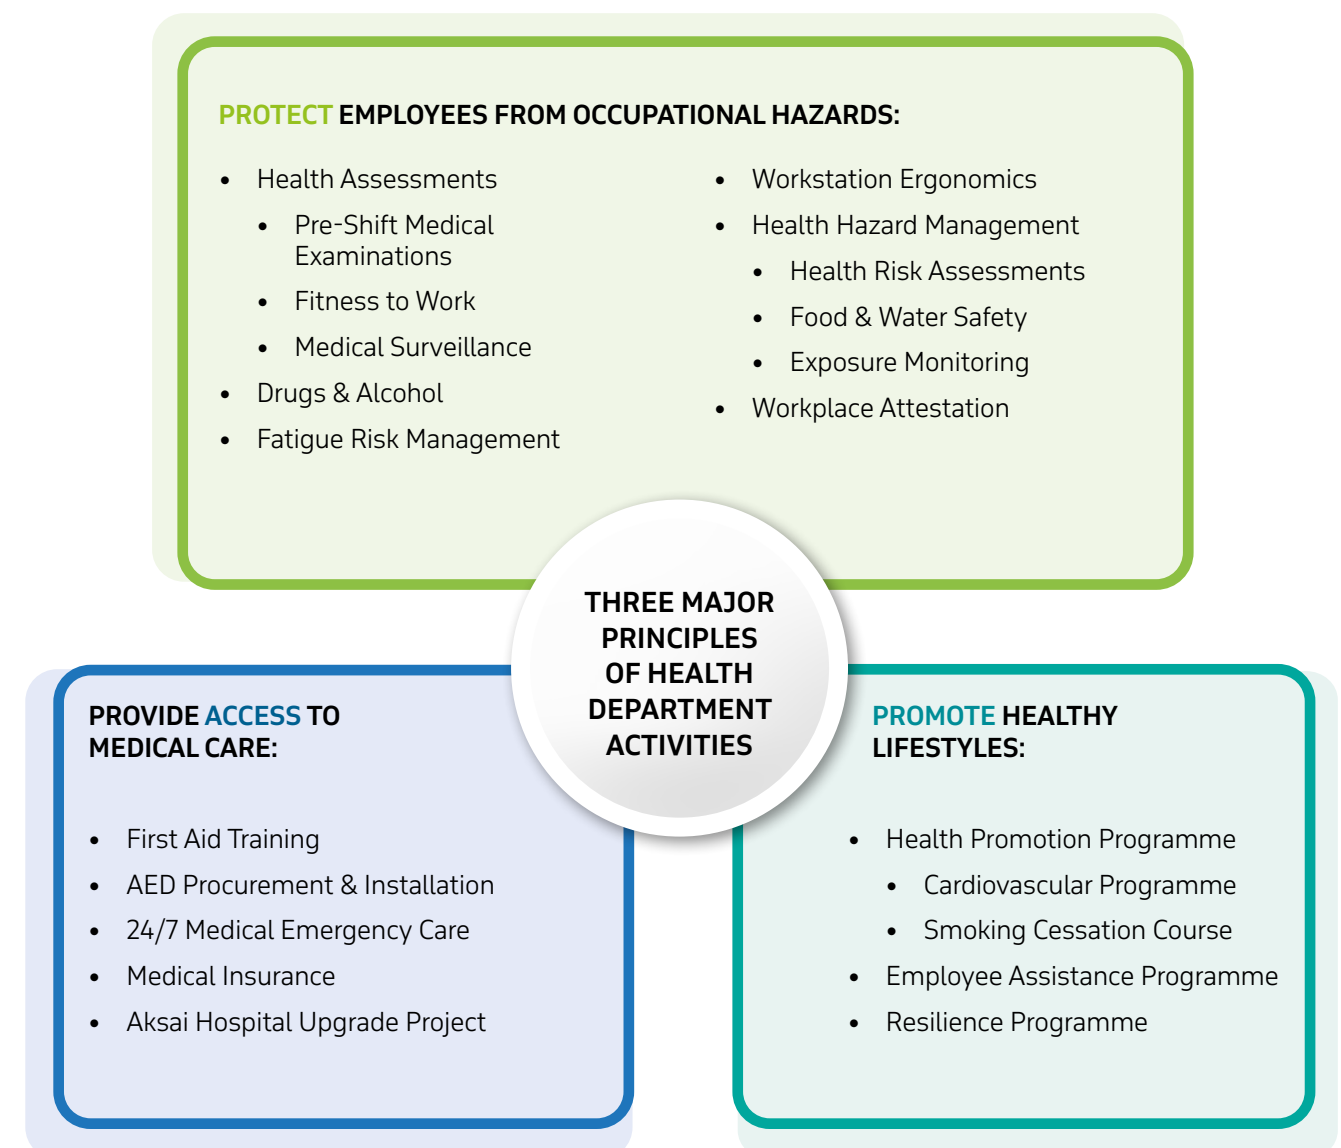 PROTECT EMPLOYEES FROM OCCUPATIONAL HAZARDS:
• Health Assessments
• Pre-Shift Medical
Examinations
• Fitness to Work
• Medical Surveillance
• Drugs & Alcohol
• Fatigue Risk Management
• Workstation Ergonomics
• Health Hazard Management
• Health Risk Assessments
• Food & Water Safety
• Exposure Monitoring
• Workplace Attestation
THREE MAJOR
PRINCIPLES
OF HEALTH
DEPARTMENT
ACTIVITIES
PROVIDE ACCESS TO
MEDICAL CARE:
• First Aid Training
• AED Procurement & Installation
• 24/7 Medical Emergency Care
• Medical Insurance
• Aksai Hospital Upgrade Project
PROMOTE HEALTHY
LIFESTYLES:
• Health Promotion Programme
• Cardiovascular Programme
• Smoking Cessation Course
• Employee Assistance Programme
• Resilience Programme